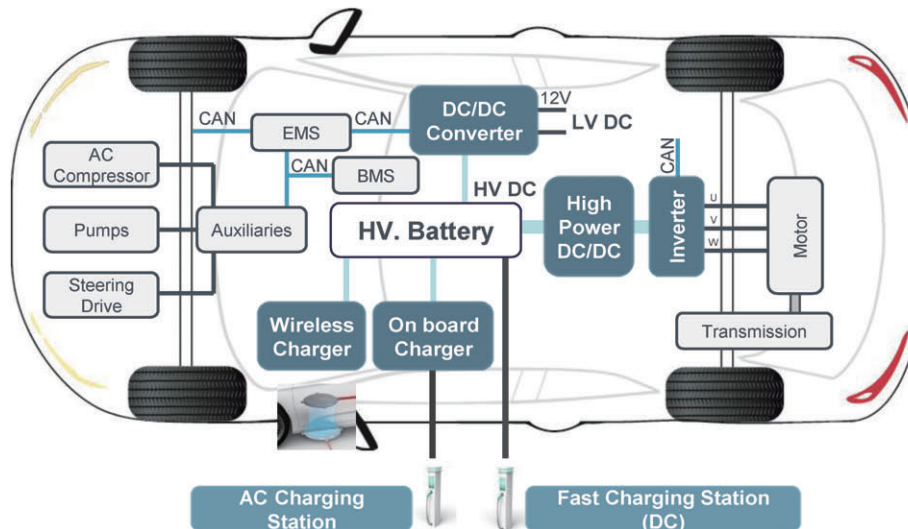 CAN
EMS
CAN
DC/DC
Converter
12V
LV DC
AC
Compressor
CAN
BMS
HV DC
CAN
Pumps
Auxiliaries
HV. Battery
High
Power
DC/DC
Inverter
U
V
W
Motor
Steering
Drive
Wireless
Charger
On board
Charger
Transmission
AC Charging
Station
Fast Charging Station
(DC)